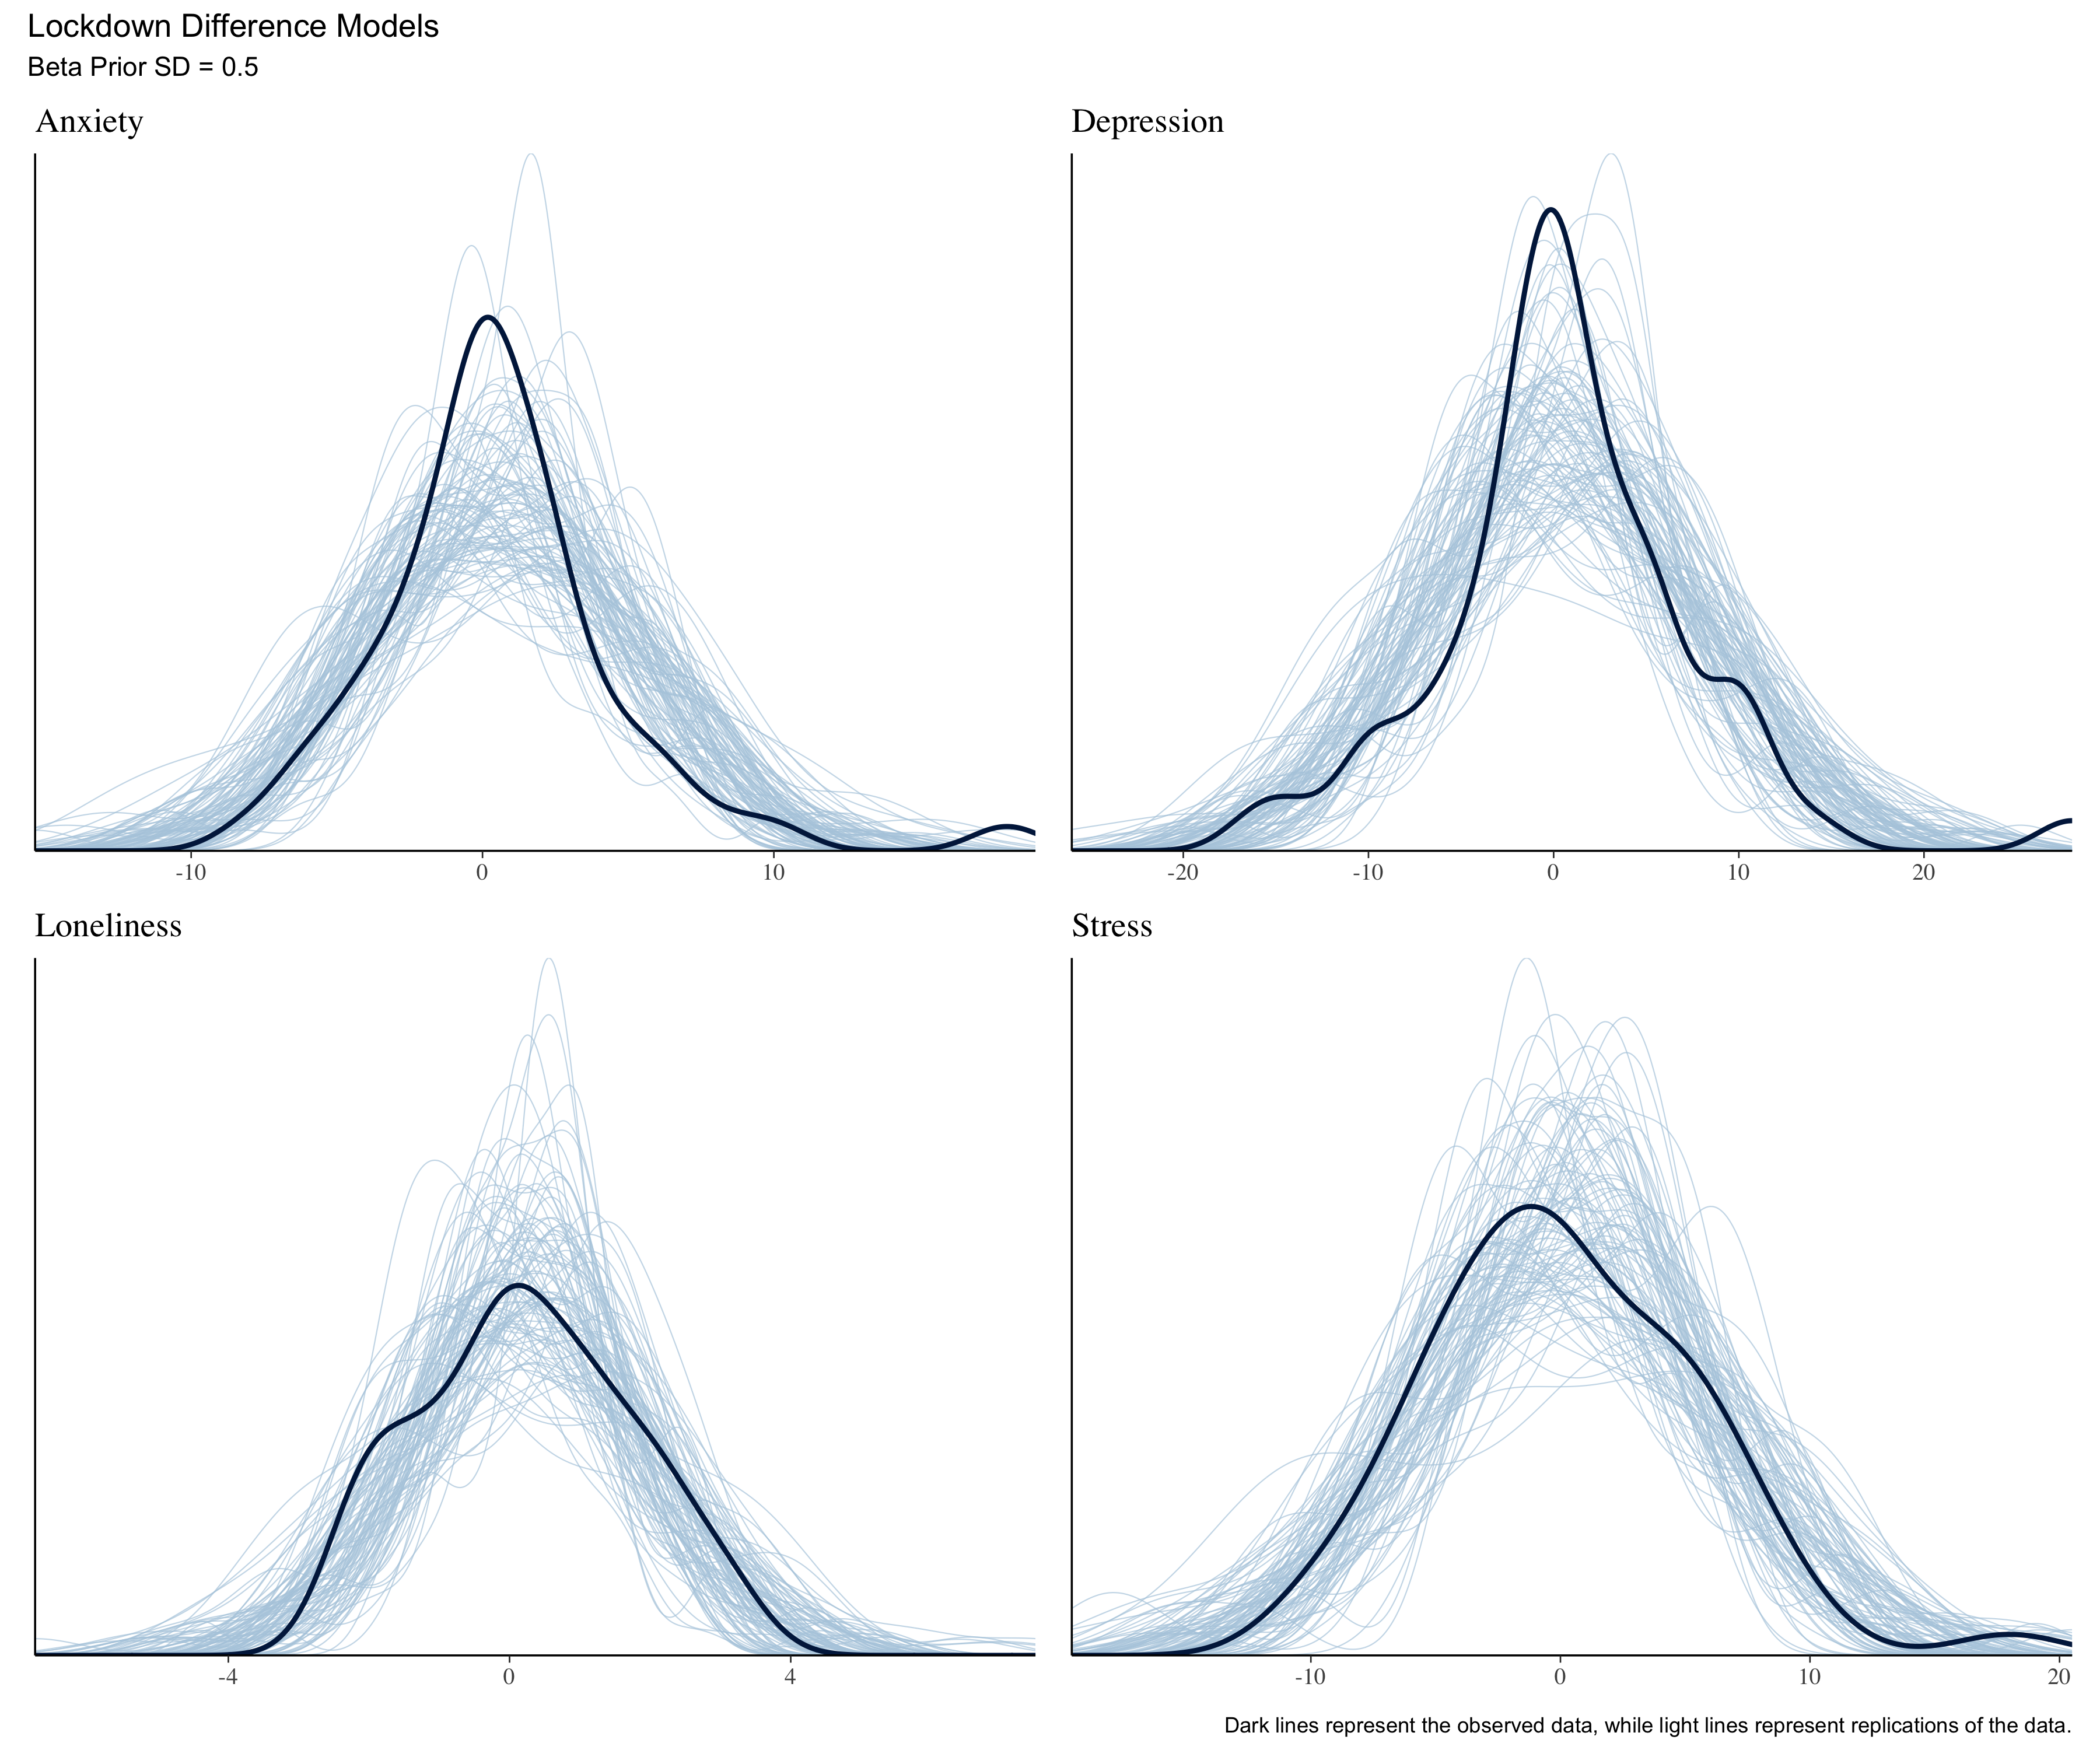 Lockdown Difference Models
Beta Prior SD = 0.5
Anxiety
Depression
-10 0 10
-20 -10 0 10 20
Loneliness
Stress
-4 0 4
-10 0 10 20
Dark lines represent the observed data, while light lines represent replications of the data.